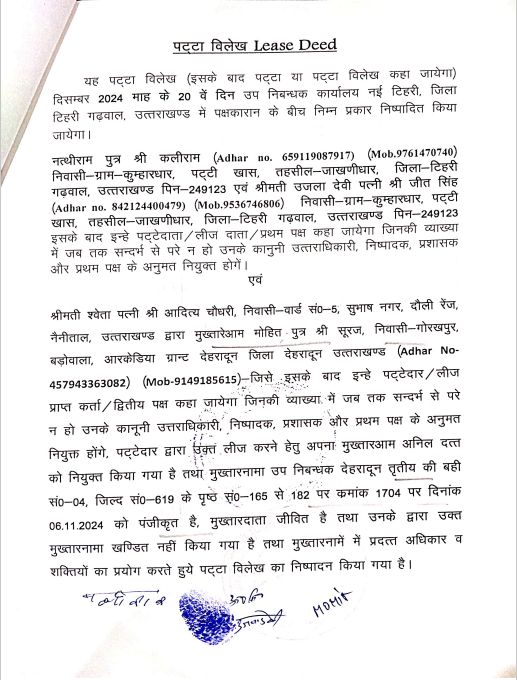 पट्टा विलेख Lease Deed
यह पट्टा विलेख (इसके बाद पट्टा या पट्टा विलेख कहा जायेगा)
दिसम्बर 2024 माह के 20 वें दिन उप निबन्धक कार्यालय नई टिहरी, जिला
टिहरी गढ़वाल, उत्तराखण्ड में पक्षकारान के बीच निम्न प्रकार निष्पादित किया
जायेगा।
नत्थीराम पुत्र श्री कलीराम (Adhar no. 659119087917) (Mob.9761470740)
निवासी-ग्राम-कुम्हारधार, पट्टी खास, तहसील-जाखणीधार, जिला-टिहरी
गढ़वाल, उत्तराखण्ड पिन-249123 एवं श्रीमती उजला देवी पत्नी श्री जीत सिंह
(Adhar no. 842124400479) (Mob.9536746806) निवासी-ग्राम-कुम्हारधार, पट्टी
खास, तहसील-जाखणीधार, जिला-टिहरी गढ़वाल, उत्तराखण्ड पिन-249123
इसके बाद इन्हे पट्टेदाता/लीज दाता/प्रथम पक्ष कहा जायेगा जिनकी व्याख्या
में जब तक सन्दर्भ से परे न हो उनके कानुनी उत्तराधिकारी, निष्पादक, प्रशासक
और प्रथम पक्ष के अनुमत नियुक्त होगें।
एवं
श्रीमती श्वेता पत्नी श्री आदित्य चौधरी, निवासी-वार्ड सं0-5, सुभाष नगर, दौली रेंज,
नैनीताल, उत्तराखण्ड द्वारा मुख्तारेआम मोहित पुत्र श्री सूरज, निवासी-गोरखपुर,
बड़ोवाला, आरकेडिया ग्रान्ट देहरादून जिला देहरादून उत्तराखण्ड (Adhar No-
457943363082) (Mob-9149185615)-जिसे इसके बाद इन्हे पट्टेदार/लीज
प्राप्त कर्ता/द्वितीय पक्ष कहा जायेगा जिनकी व्याख्या में जब तक सन्दर्भ से परे
न हो उनके कानूनी उत्तराधिकारी, निष्पादक, प्रशासक और प्रथम पक्ष के अनुमत
नियुक्त होंगे, पट्टेदार द्वारा उक्त लीज करने हेतु अपना मुख्तारआम अनिल दत्त
को नियुक्त किया गया है तथा मुख्तारनामा उप निबन्धक देहरादून तृतीय की बही
सं0-04, जिल्द सं0-619 के पृष्ठ सं0-165 से 182 पर कमांक 1704 पर दिनांक
06.11.2024 को पंजीकृत है, मुख्तारदाता जीवित है तथा उनके द्वारा उक्त
मुख्तारनामा खण्डित नहीं किया गया है तथा मुख्तारनामें में प्रदत्त अधिकार व
शक्तियों का प्रयोग करते हुये पट्टा विलेख का निष्पादन किया गया है।
MOHIT